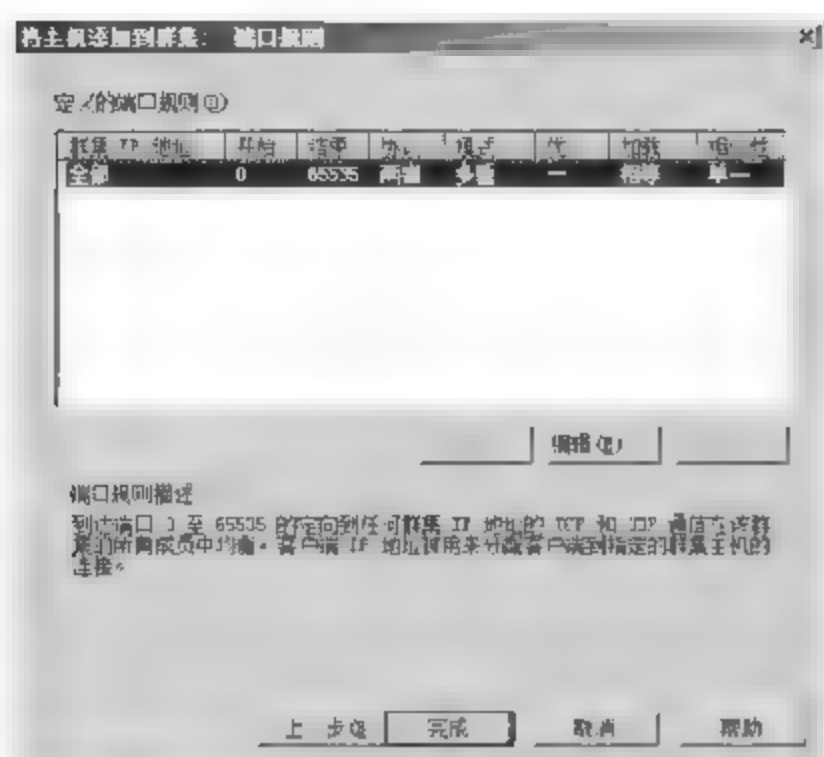 将主机添加到群集: 端口规则
定义的端口规则(D)
群集 IP 地址 开始 结束 协议 模式 优 加载 相 性
全部 0 65535 两者 多重 一 相等 单一
编辑(E)
端口规则描述
到达端口 0 至 65535 的定向到任何群集 IP 地址的 TCP 和 UDP 通信在该群
集的所有成员中均衡。客户端 IP 地址被用来分配客户端到指定的群集主机的
连接。
上一步(B) 完成 取消 帮助